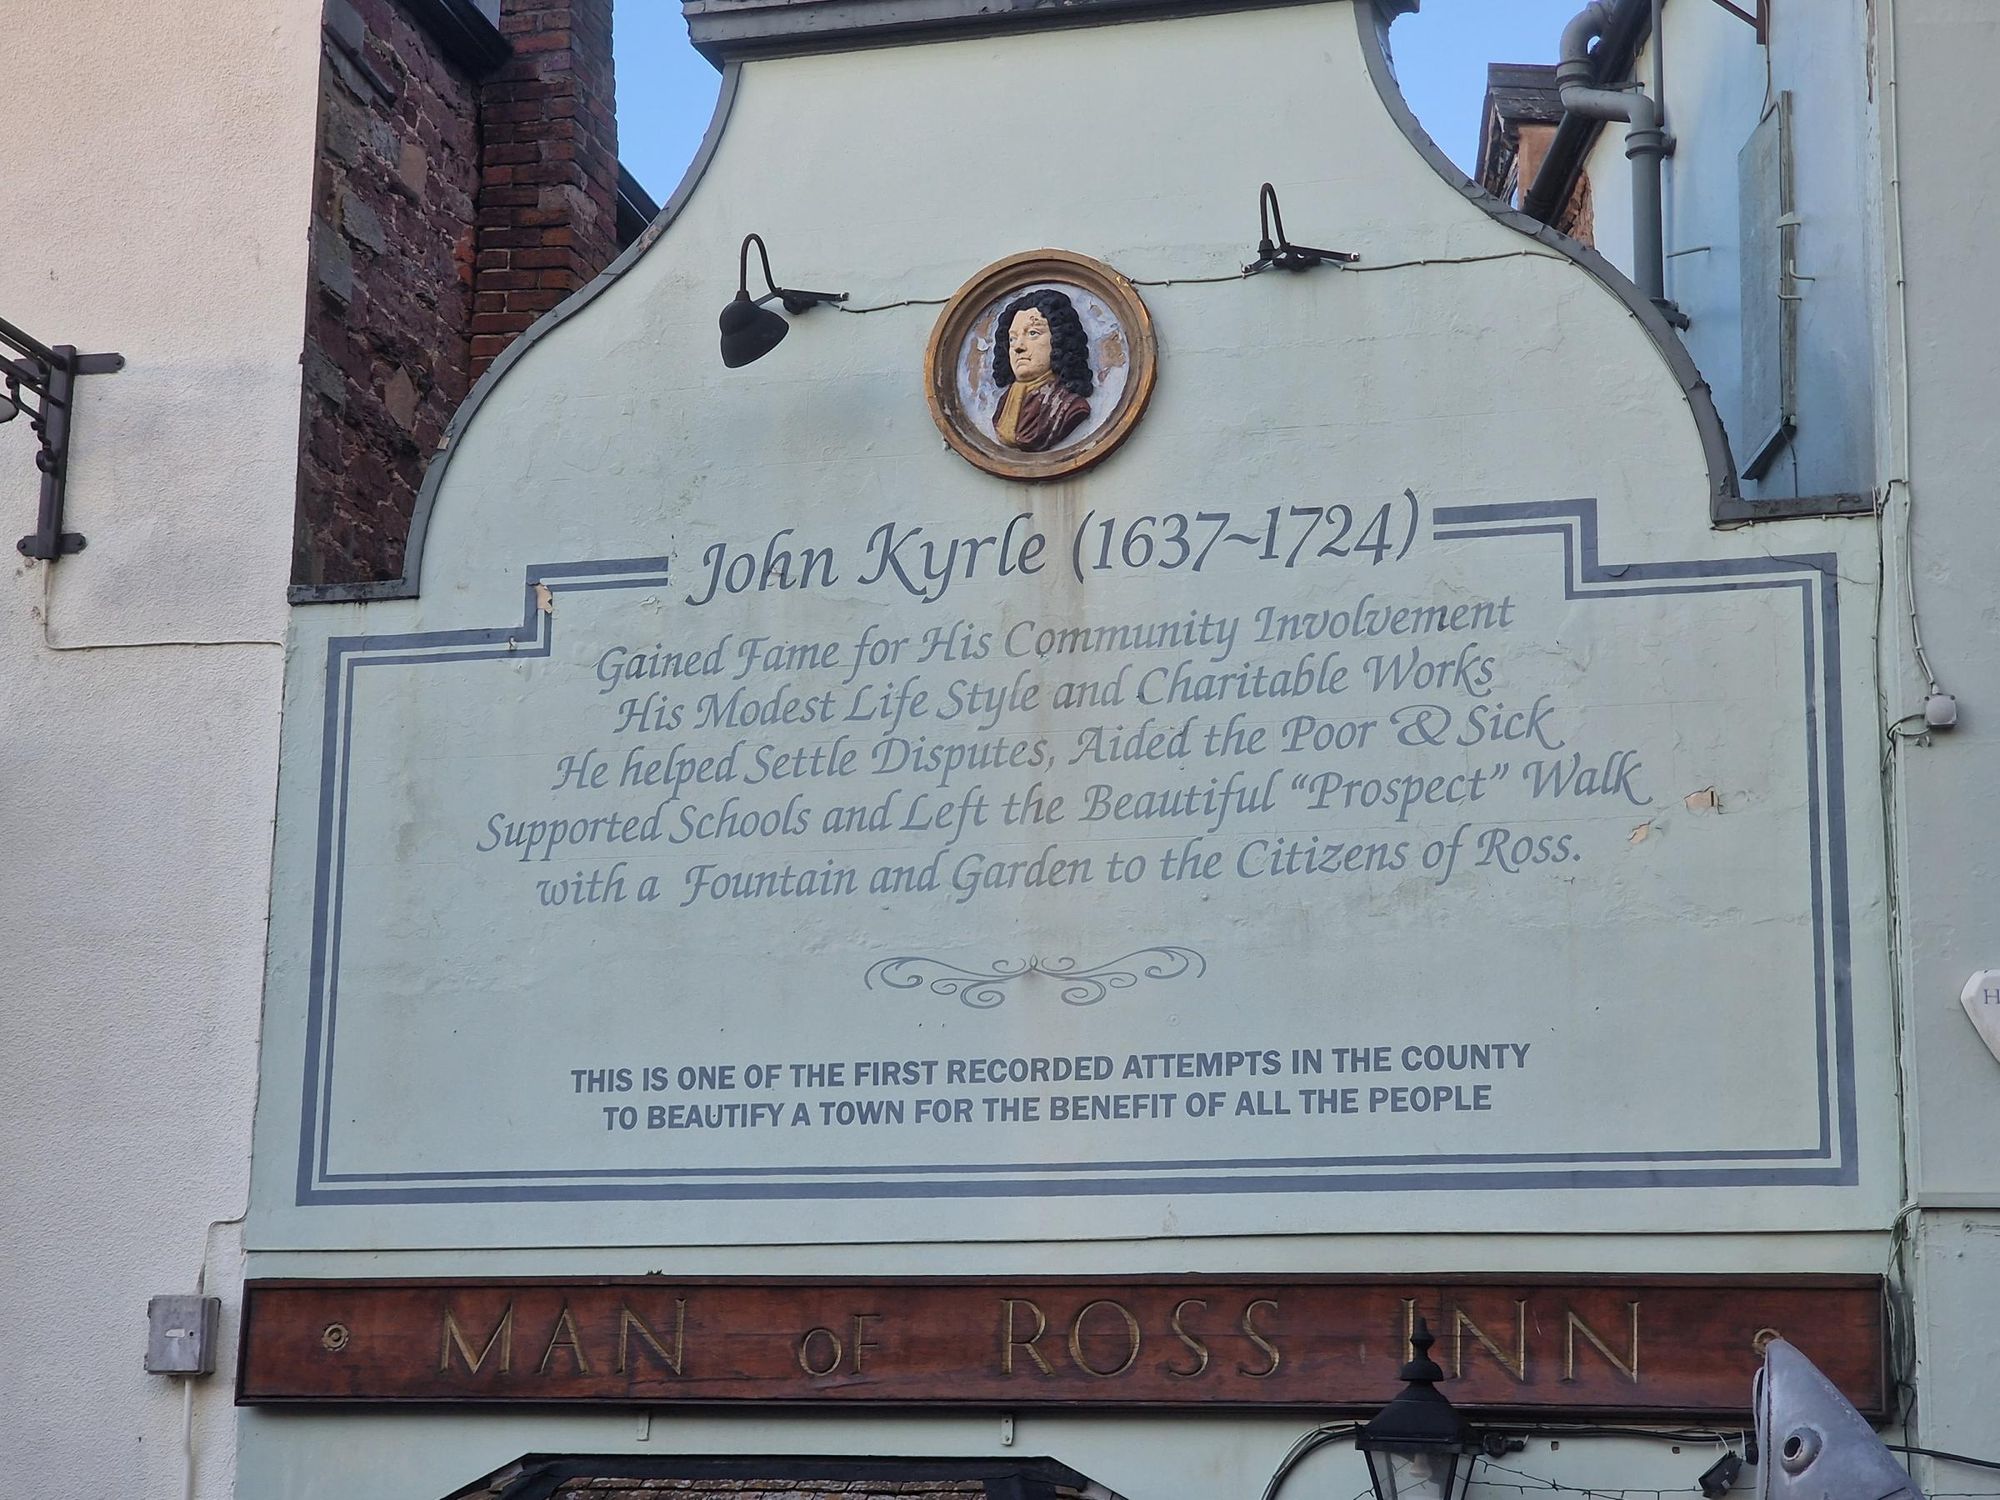 John Kyrle (1637~1724)
Gained Fame for His Community Involvement
His Modest Life Style and Charitable Works
He helped Settle Disputes, Aided the Poor & Sick
Supported Schools and Left the Beautiful “Prospect” Walk
with a Fountain and Garden to the Citizens of Ross.
THIS IS ONE OF THE FIRST RECORDED ATTEMPTS IN THE COUNTY
TO BEAUTIFY A TOWN FOR THE BENEFIT OF ALL THE PEOPLE
MAN OF ROSS INN